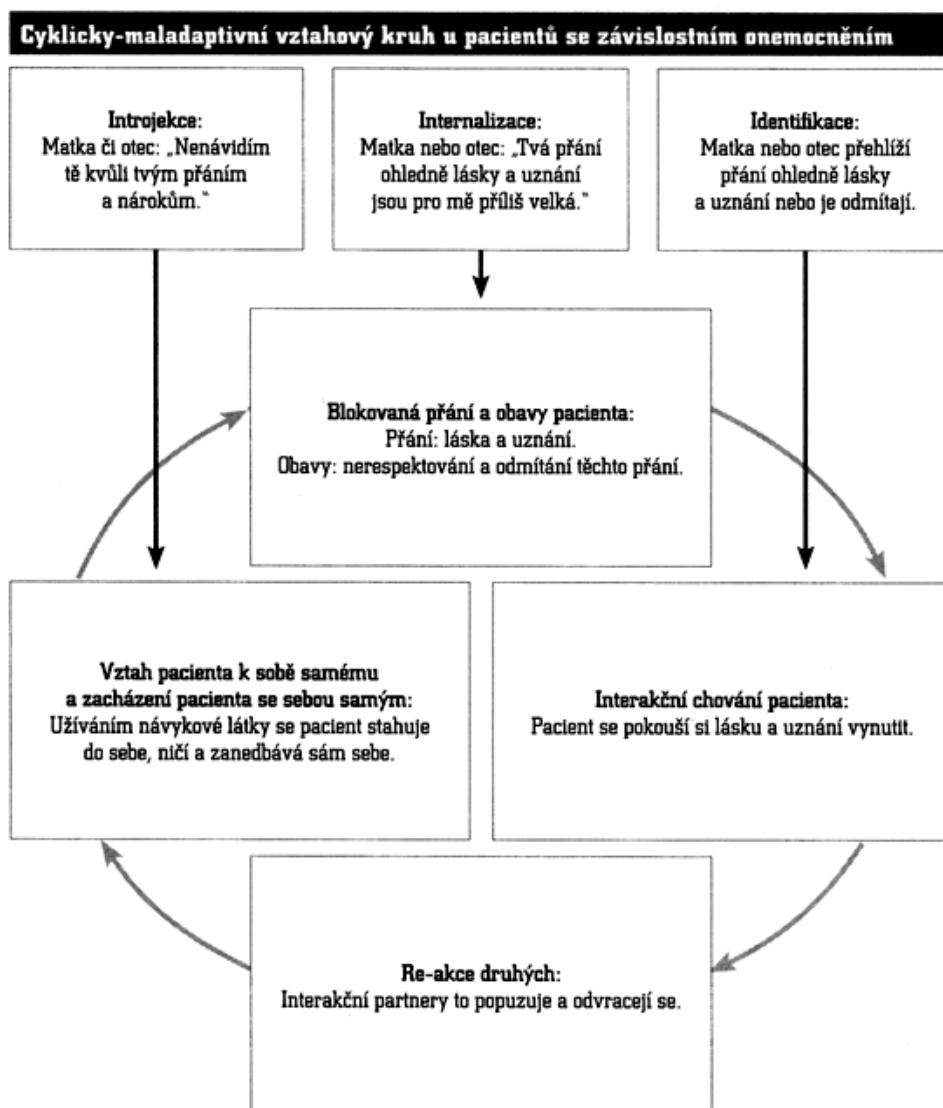 Cyklicky-maladaptivní vztahový kruh u pacientů se závislostním onemocněním
Introjekce:
Matka či otec: „Nenávidím
tě kvůli tvým přáním
a nárokům.“
Internalizace:
Matka nebo otec: „Tvá přání
ohledně lásky a uznání
jsou pro mě příliš velká.“
Identifikace:
Matka nebo otec přehlíží
přání ohledně lásky
a uznání nebo je odmítají.
Blokovaná přání a obavy pacienta:
Přání: láska a uznání.
Obavy: nerespektování a odmítání těchto přání.
Vztah pacienta k sobě samému
a zacházení pacienta se sebou samým:
Užíváním návykové látky se pacient stahuje
do sebe, ničí a zanedbává sám sebe.
Interakční chování pacienta:
Pacient se pokouší si lásku a uznání vynutit.
Re-akce druhých:
Interakční partnery to popuzuje a odvracejí se.